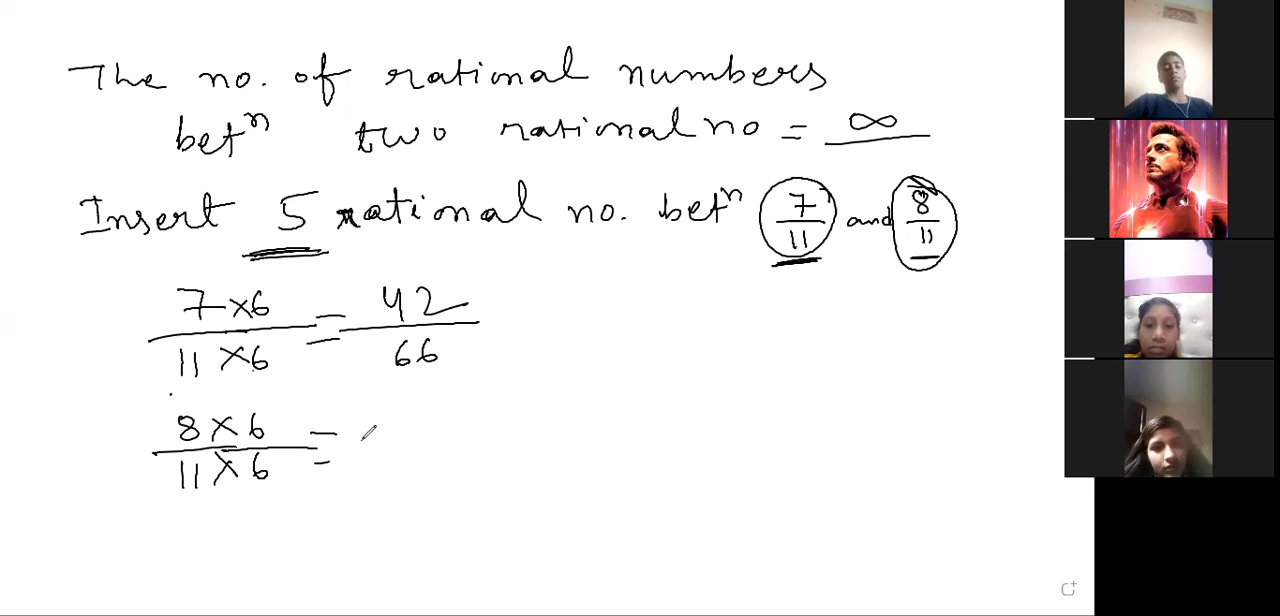 The no. of rational numbers
betⁿ two rational no = ∞
Insert 5 rational no. betⁿ 7/11 and 8/11
7×6/11×6 = 42/66
8×6/11×6 =